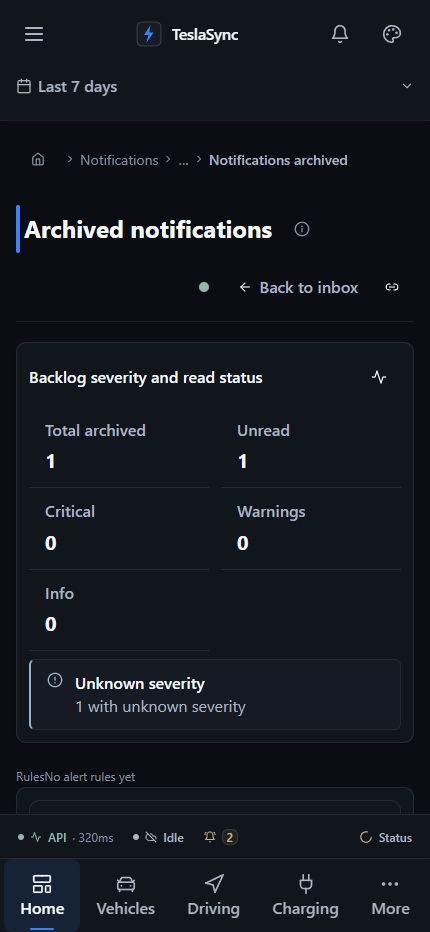 TeslaSync
Last 7 days
Notifications
...
Notifications archived
Archived notifications
Back to inbox
Backlog severity and read status
Total archived
Unread
1
1
Critical
Warnings
0
0
Info
0
Unknown severity
1 with unknown severity
RulesNo alert rules yet
API · 320ms
Idle
2
Status
Home
Vehicles
Driving
Charging
More